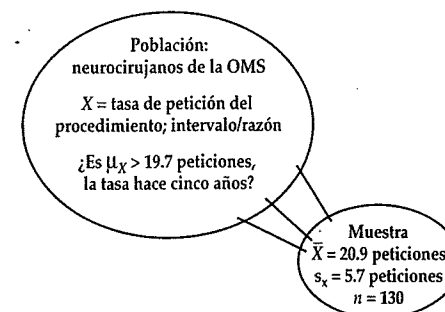 Población:
neurocirujanos de la OMS
X = tasa de petición del
procedimiento; intervalo/razón
¿Es μX > 19.7 peticiones,
la tasa hace cinco años?
Muestra
X̄ = 20.9 peticiones
sx = 5.7 peticiones
n = 130